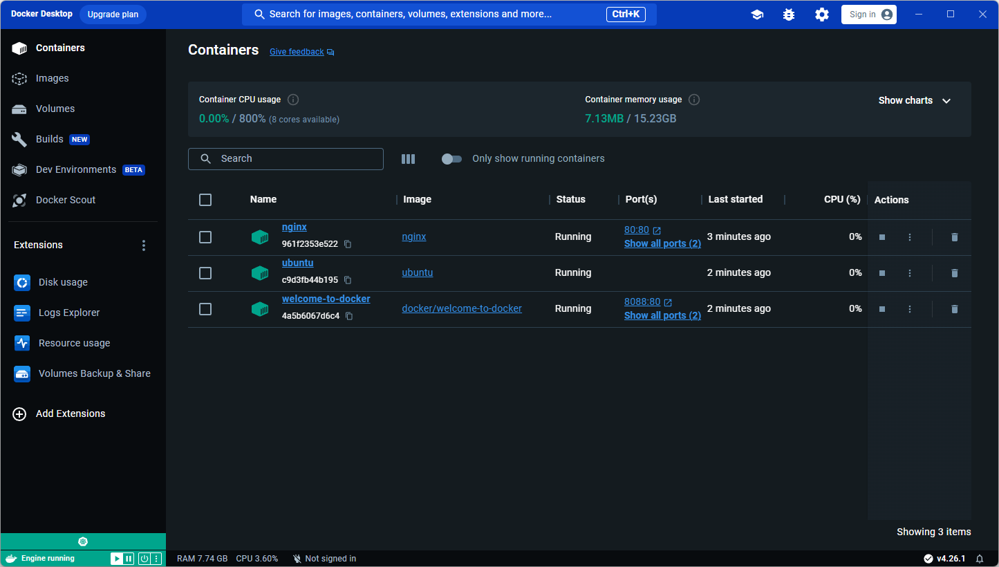 Docker Desktop Upgrade plan Search for images, containers, volumes, extensions and more... Ctrl+K Sign in
Containers
Images
Volumes
Builds NEW
Dev Environments BETA
Docker Scout
Extensions
Disk usage
Logs Explorer
Resource usage
Volumes Backup & Share
Add Extensions
Containers Give feedback
Container CPU usage
0.00% / 800% (8 cores available)
Container memory usage
7.13MB / 15.23GB
Show charts
Search
Only show running containers
Name Image Status Port(s) Last started CPU (%) Actions
nginx
961f2353e522
nginx Running
80:80
Show all ports (2)
3 minutes ago 0%
ubuntu
c9d3fb44b195
ubuntu Running 2 minutes ago 0%
welcome-to-docker
4a5b6067d6c4
docker/welcome-to-docker Running
8088:80
Show all ports (2)
2 minutes ago 0%
Showing 3 items
Engine running RAM 7.74 GB CPU 3.60% Not signed in v4.26.1